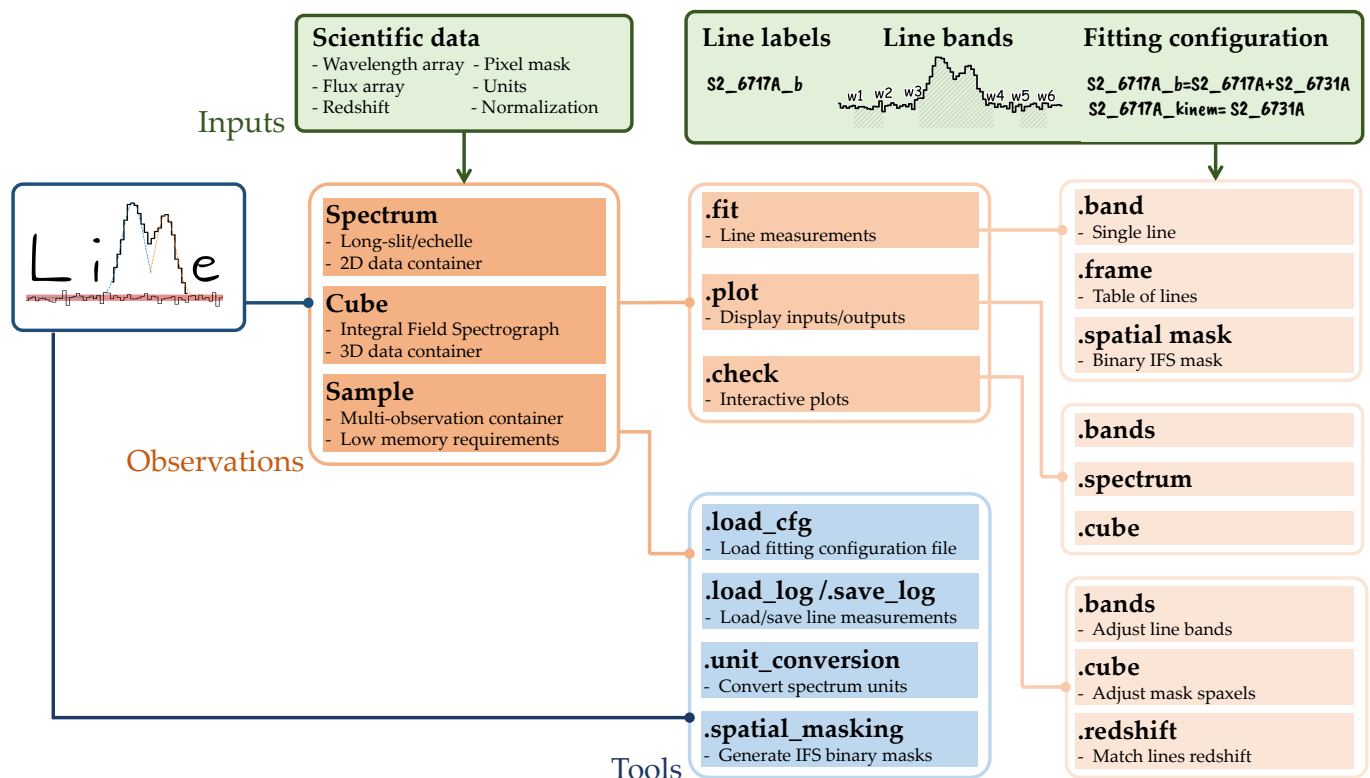 Scientific data
- Wavelength array - Pixel mask
- Flux array - Units
- Redshift - Normalization
Inputs
Line labels
S2_6717A_b
Line bands
w1 w2 w3 w4 w5 w6
Fitting configuration
S2_6717A_b=S2_6717A+S2_6731A
S2_6717A_kinem= S2_6731A
LiMe
Spectrum
- Long-slit/echelle
- 2D data container
Cube
- Integral Field Spectrograph
- 3D data container
Sample
- Multi-observation container
- Low memory requirements
Observations
.fit
- Line measurements
.plot
- Display inputs/outputs
.check
- Interactive plots
.band
- Single line
.frame
- Table of lines
.spatial mask
- Binary IFS mask
.bands
.spectrum
.cube
.bands
- Adjust line bands
.cube
- Adjust mask spaxels
.redshift
- Match lines redshift
.load_cfg
- Load fitting configuration file
.load_log /.save_log
- Load/save line measurements
.unit_conversion
- Convert spectrum units
.spatial_masking
- Generate IFS binary masks
Tools